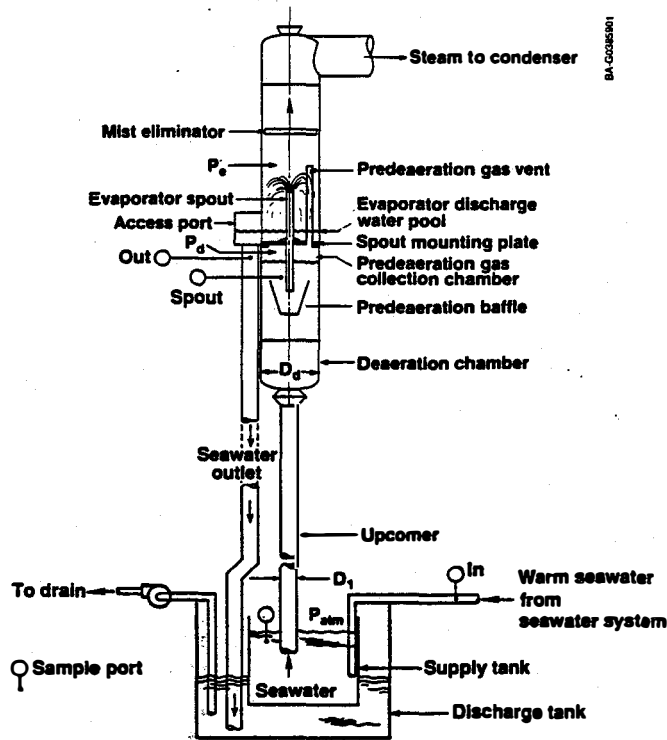 BA-G0385901
Steam to condenser
Mist eliminator
Pe
Predeaeration gas vent
Evaporator spout
Evaporator discharge
water pool
Access port
Pd
Spout mounting plate
Out
Predeaeration gas
collection chamber
Spout
Predeaeration baffle
Dd
Deaeration chamber
Seawater
outlet
Upcomer
To drain
D1
In
Warm seawater
from
seawater system
Patm
Sample port
Supply tank
Seawater
Discharge tank